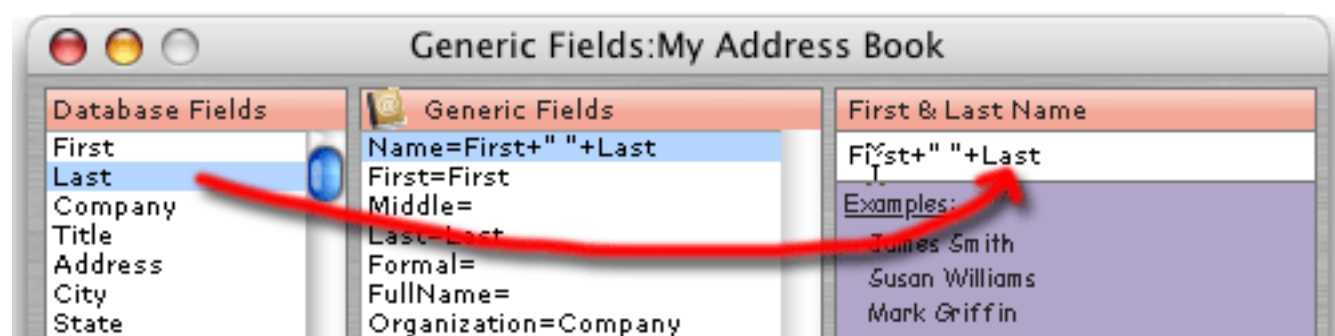 Generic Fields:My Address Book
Database Fields
First
Last
Company
Title
Address
City
State
Generic Fields
Name=First+" "+Last
First=First
Middle=
Last=Last
Formal=
FullName=
Organization=Company
First & Last Name
First+" "+Last
Examples:
James Smith
Susan Williams
Mark Griffin